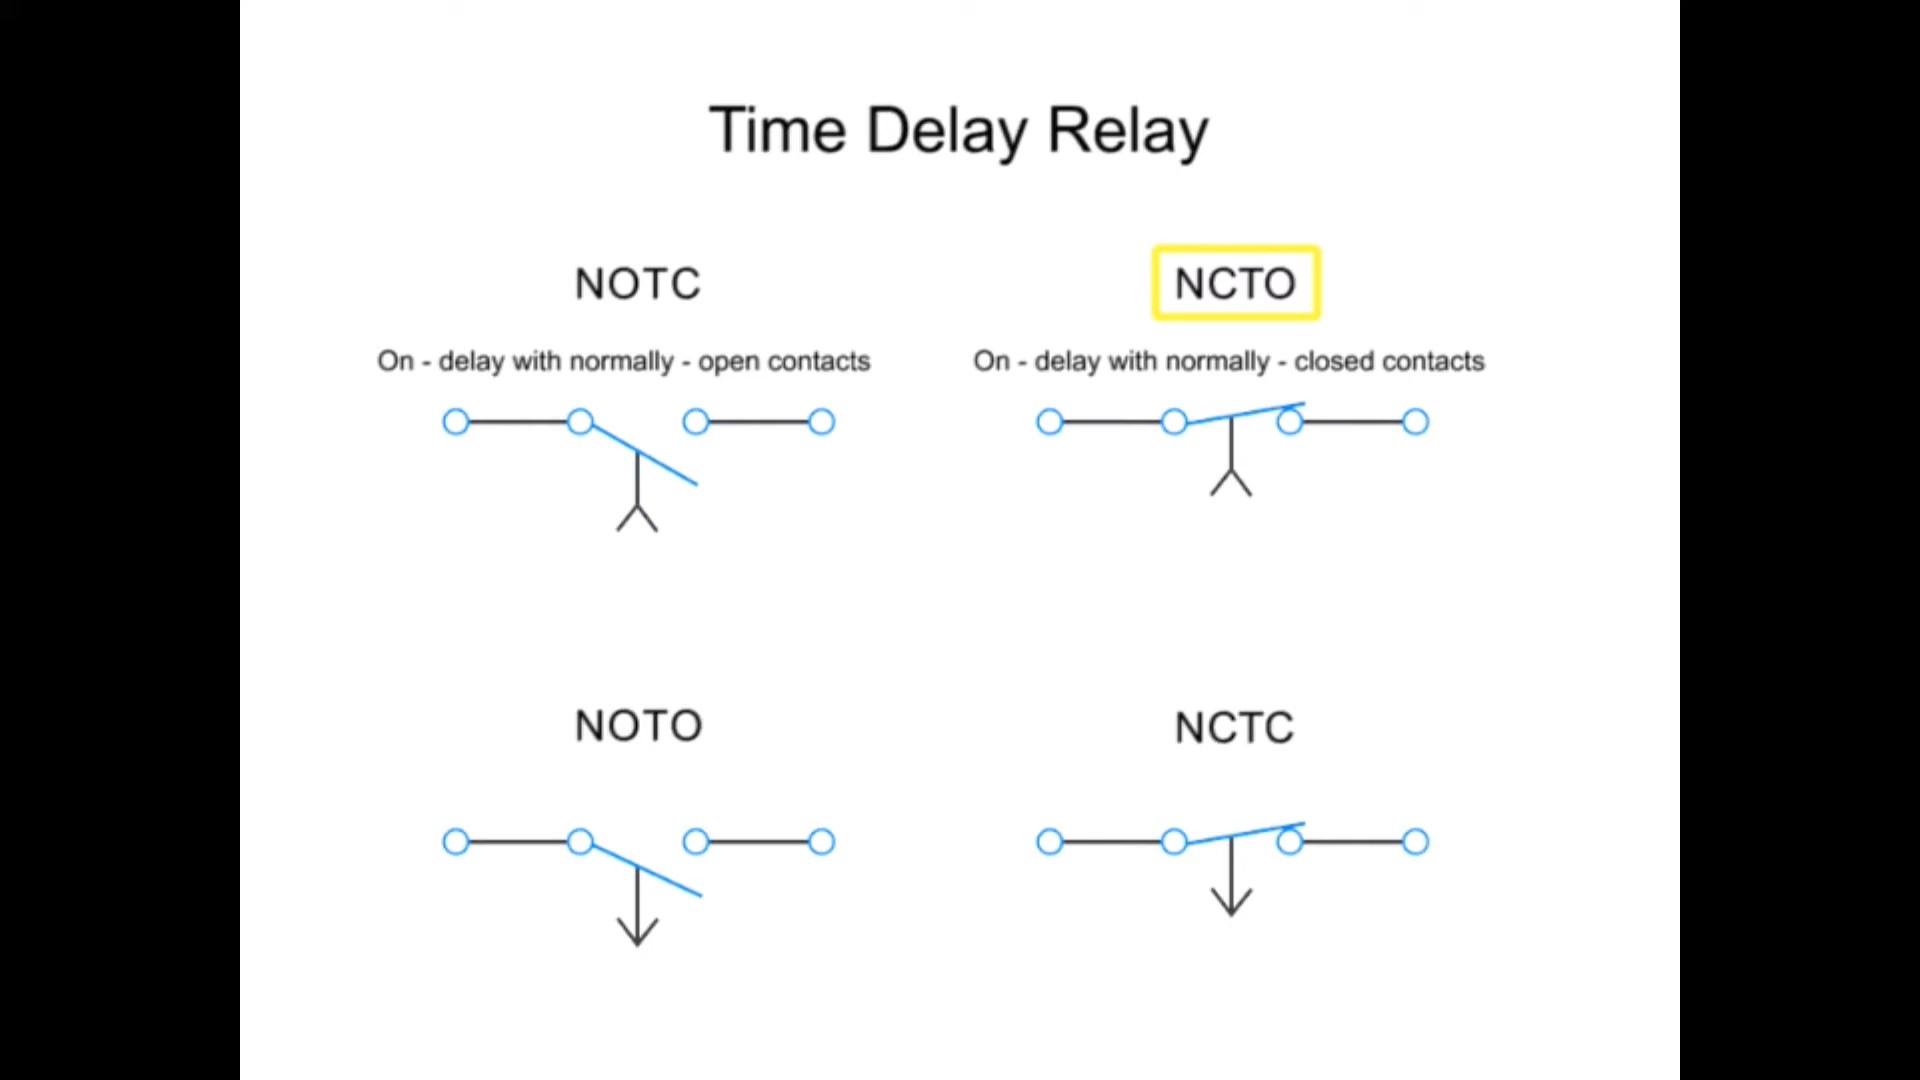 Time Delay Relay
NOTC
NCTO
On - delay with normally - open contacts
On - delay with normally - closed contacts
NOTO
NCTC